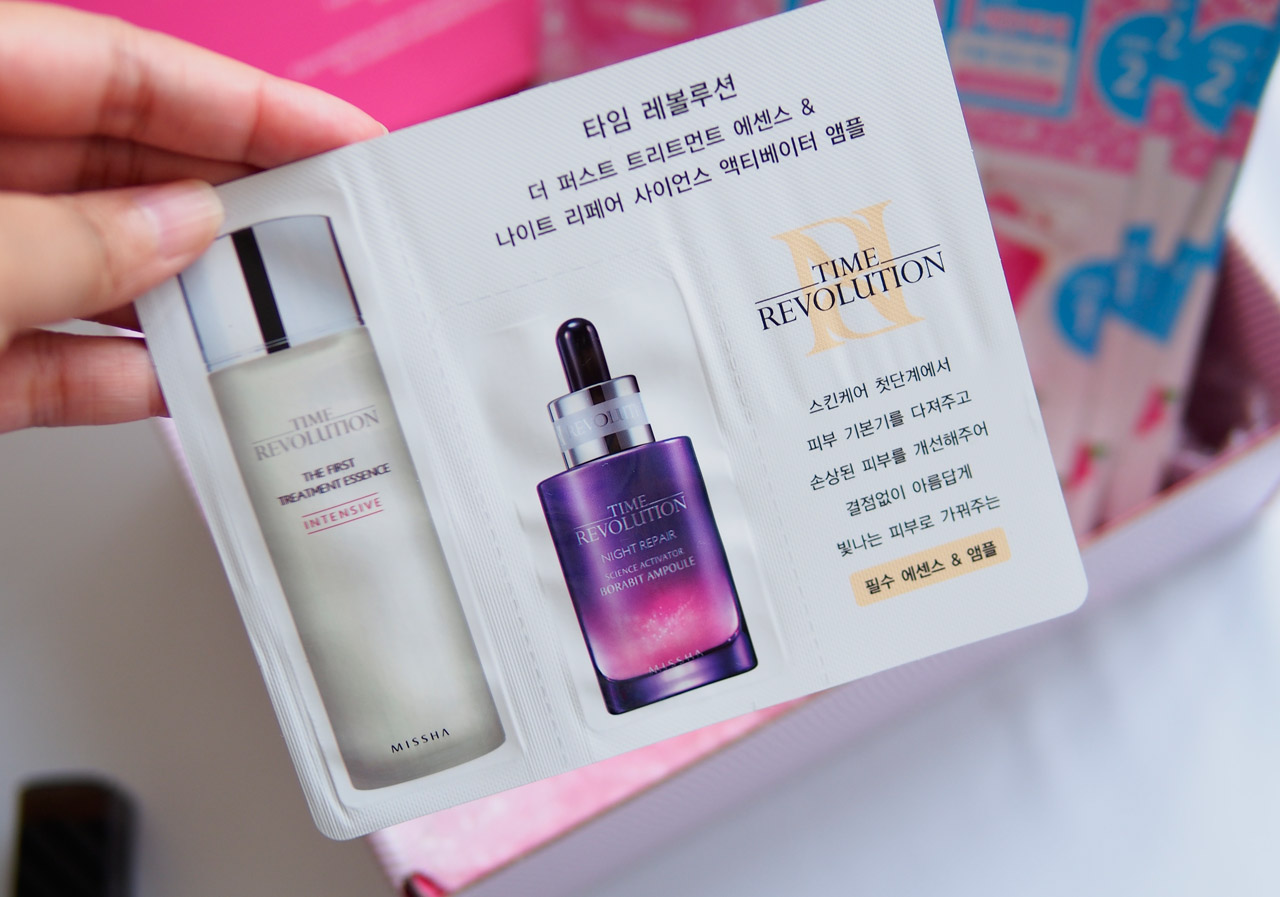 타임 레볼루션
더 퍼스트 트리트먼트 에센스 &
나이트 리페어 사이언스 액티베이터 앰플
TIME
REVOLUTION
THE FIRST
TREATMENT ESSENCE
INTENSIVE
MISSHA
REVOLUT
TIME
REVOLUTION
NIGHT REPAIR
SCIENCE ACTIVATOR
BORABIT AMPOULE
MISSHA
TIME
REVOLUTION
스킨케어 첫단계에서
피부 기본기를 다져주고
손상된 피부를 개선해주어
결점없이 아름답게
빛나는 피부로 가꿔주는
필수 에센스 & 앰플
2
2
2